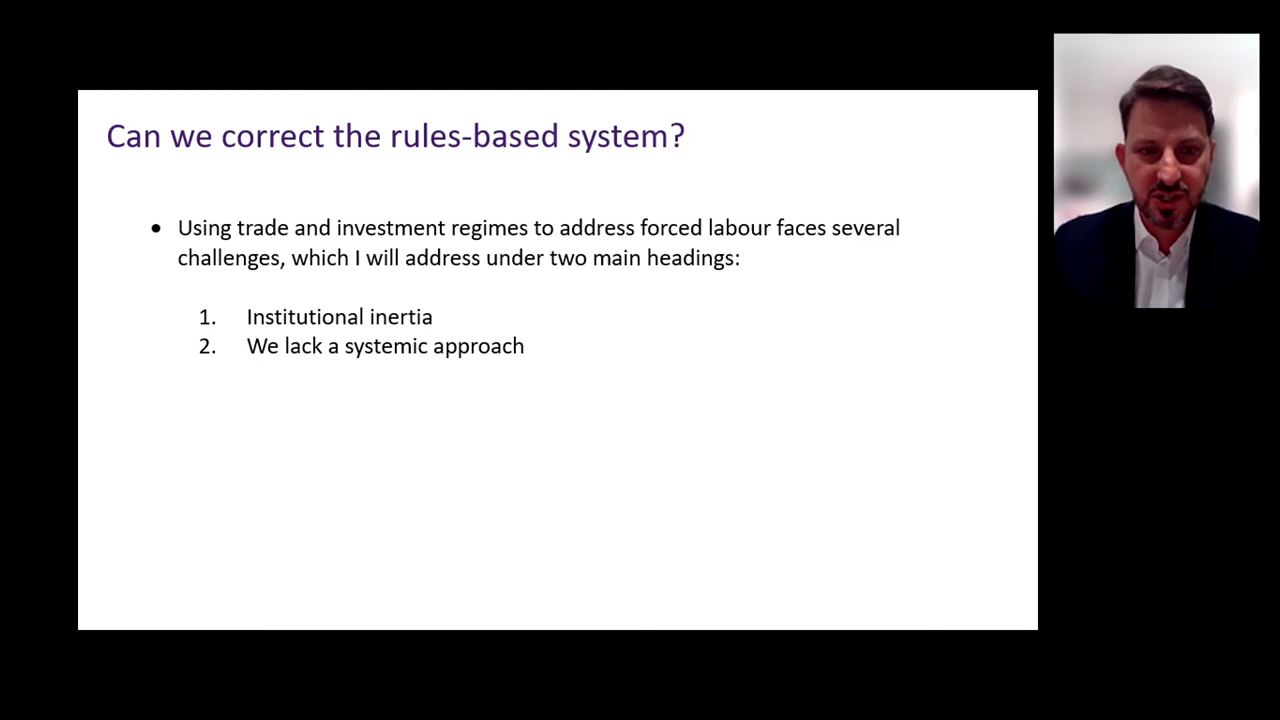 Can we correct the rules-based system?
• Using trade and investment regimes to address forced labour faces several
challenges, which I will address under two main headings:
1. Institutional inertia
2. We lack a systemic approach